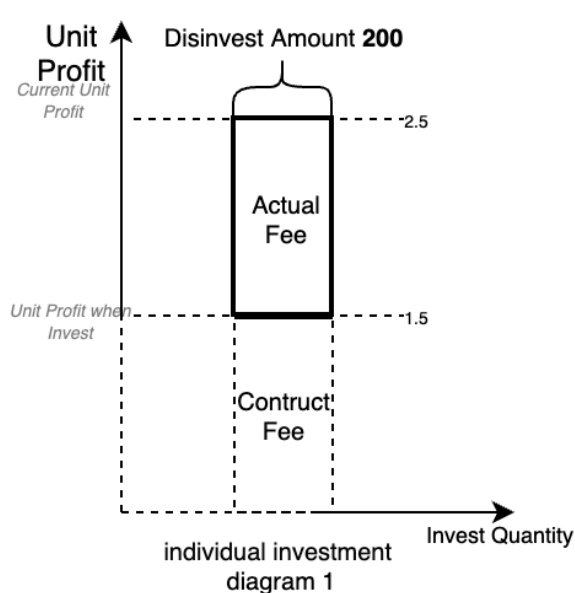 Unit
Profit
Disinvest Amount 200
Current Unit
Profit
2.5
Actual
Fee
Unit Profit when
Invest
1.5
Contruct
Fee
Invest Quantity
individual investment
diagram 1